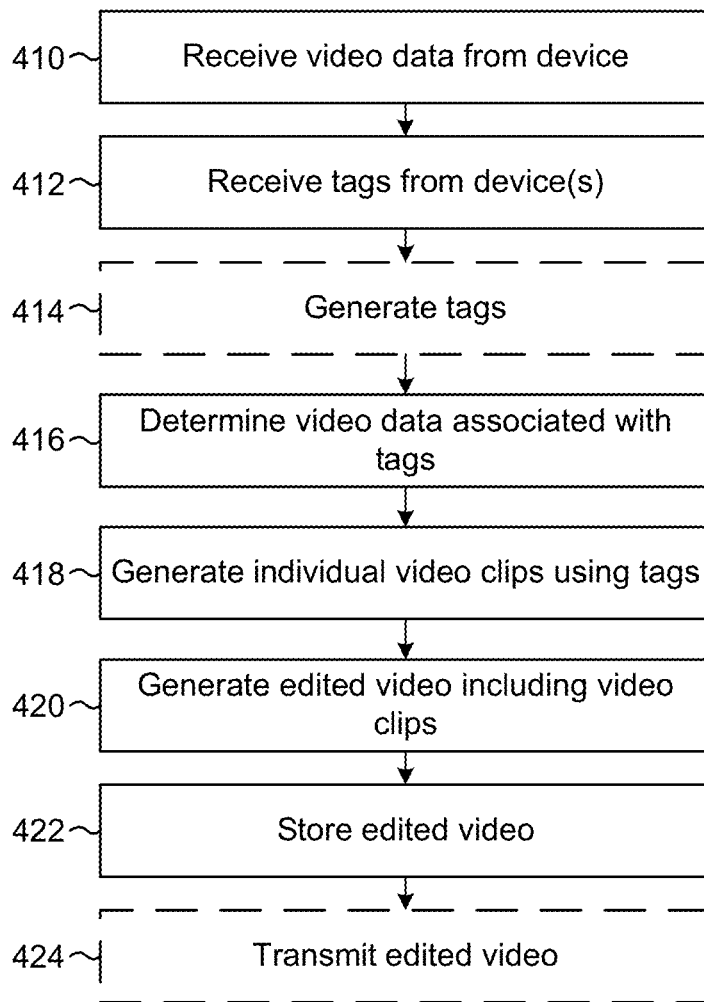 410 Receive video data from device
412 Receive tags from device(s)
414 Generate tags
416 Determine video data associated with
tags
418 Generate individual video clips using tags
420 Generate edited video including video
clips
422 Store edited video
424 Transmit edited video